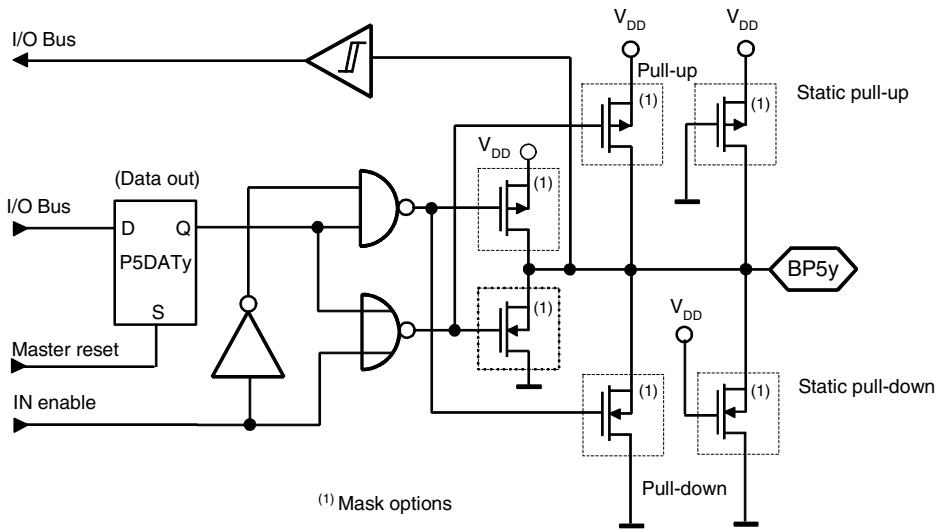 I/O Bus
V_DD
V_DD
Pull-up
(1)
(1)
Static pull-up
V_DD
(1)
(Data out)
I/O Bus
D
Q
P5DATy
S
BP5y
(1)
V_DD
Master reset
IN enable
(1)
(1)
Static pull-down
Pull-down
(1) Mask options